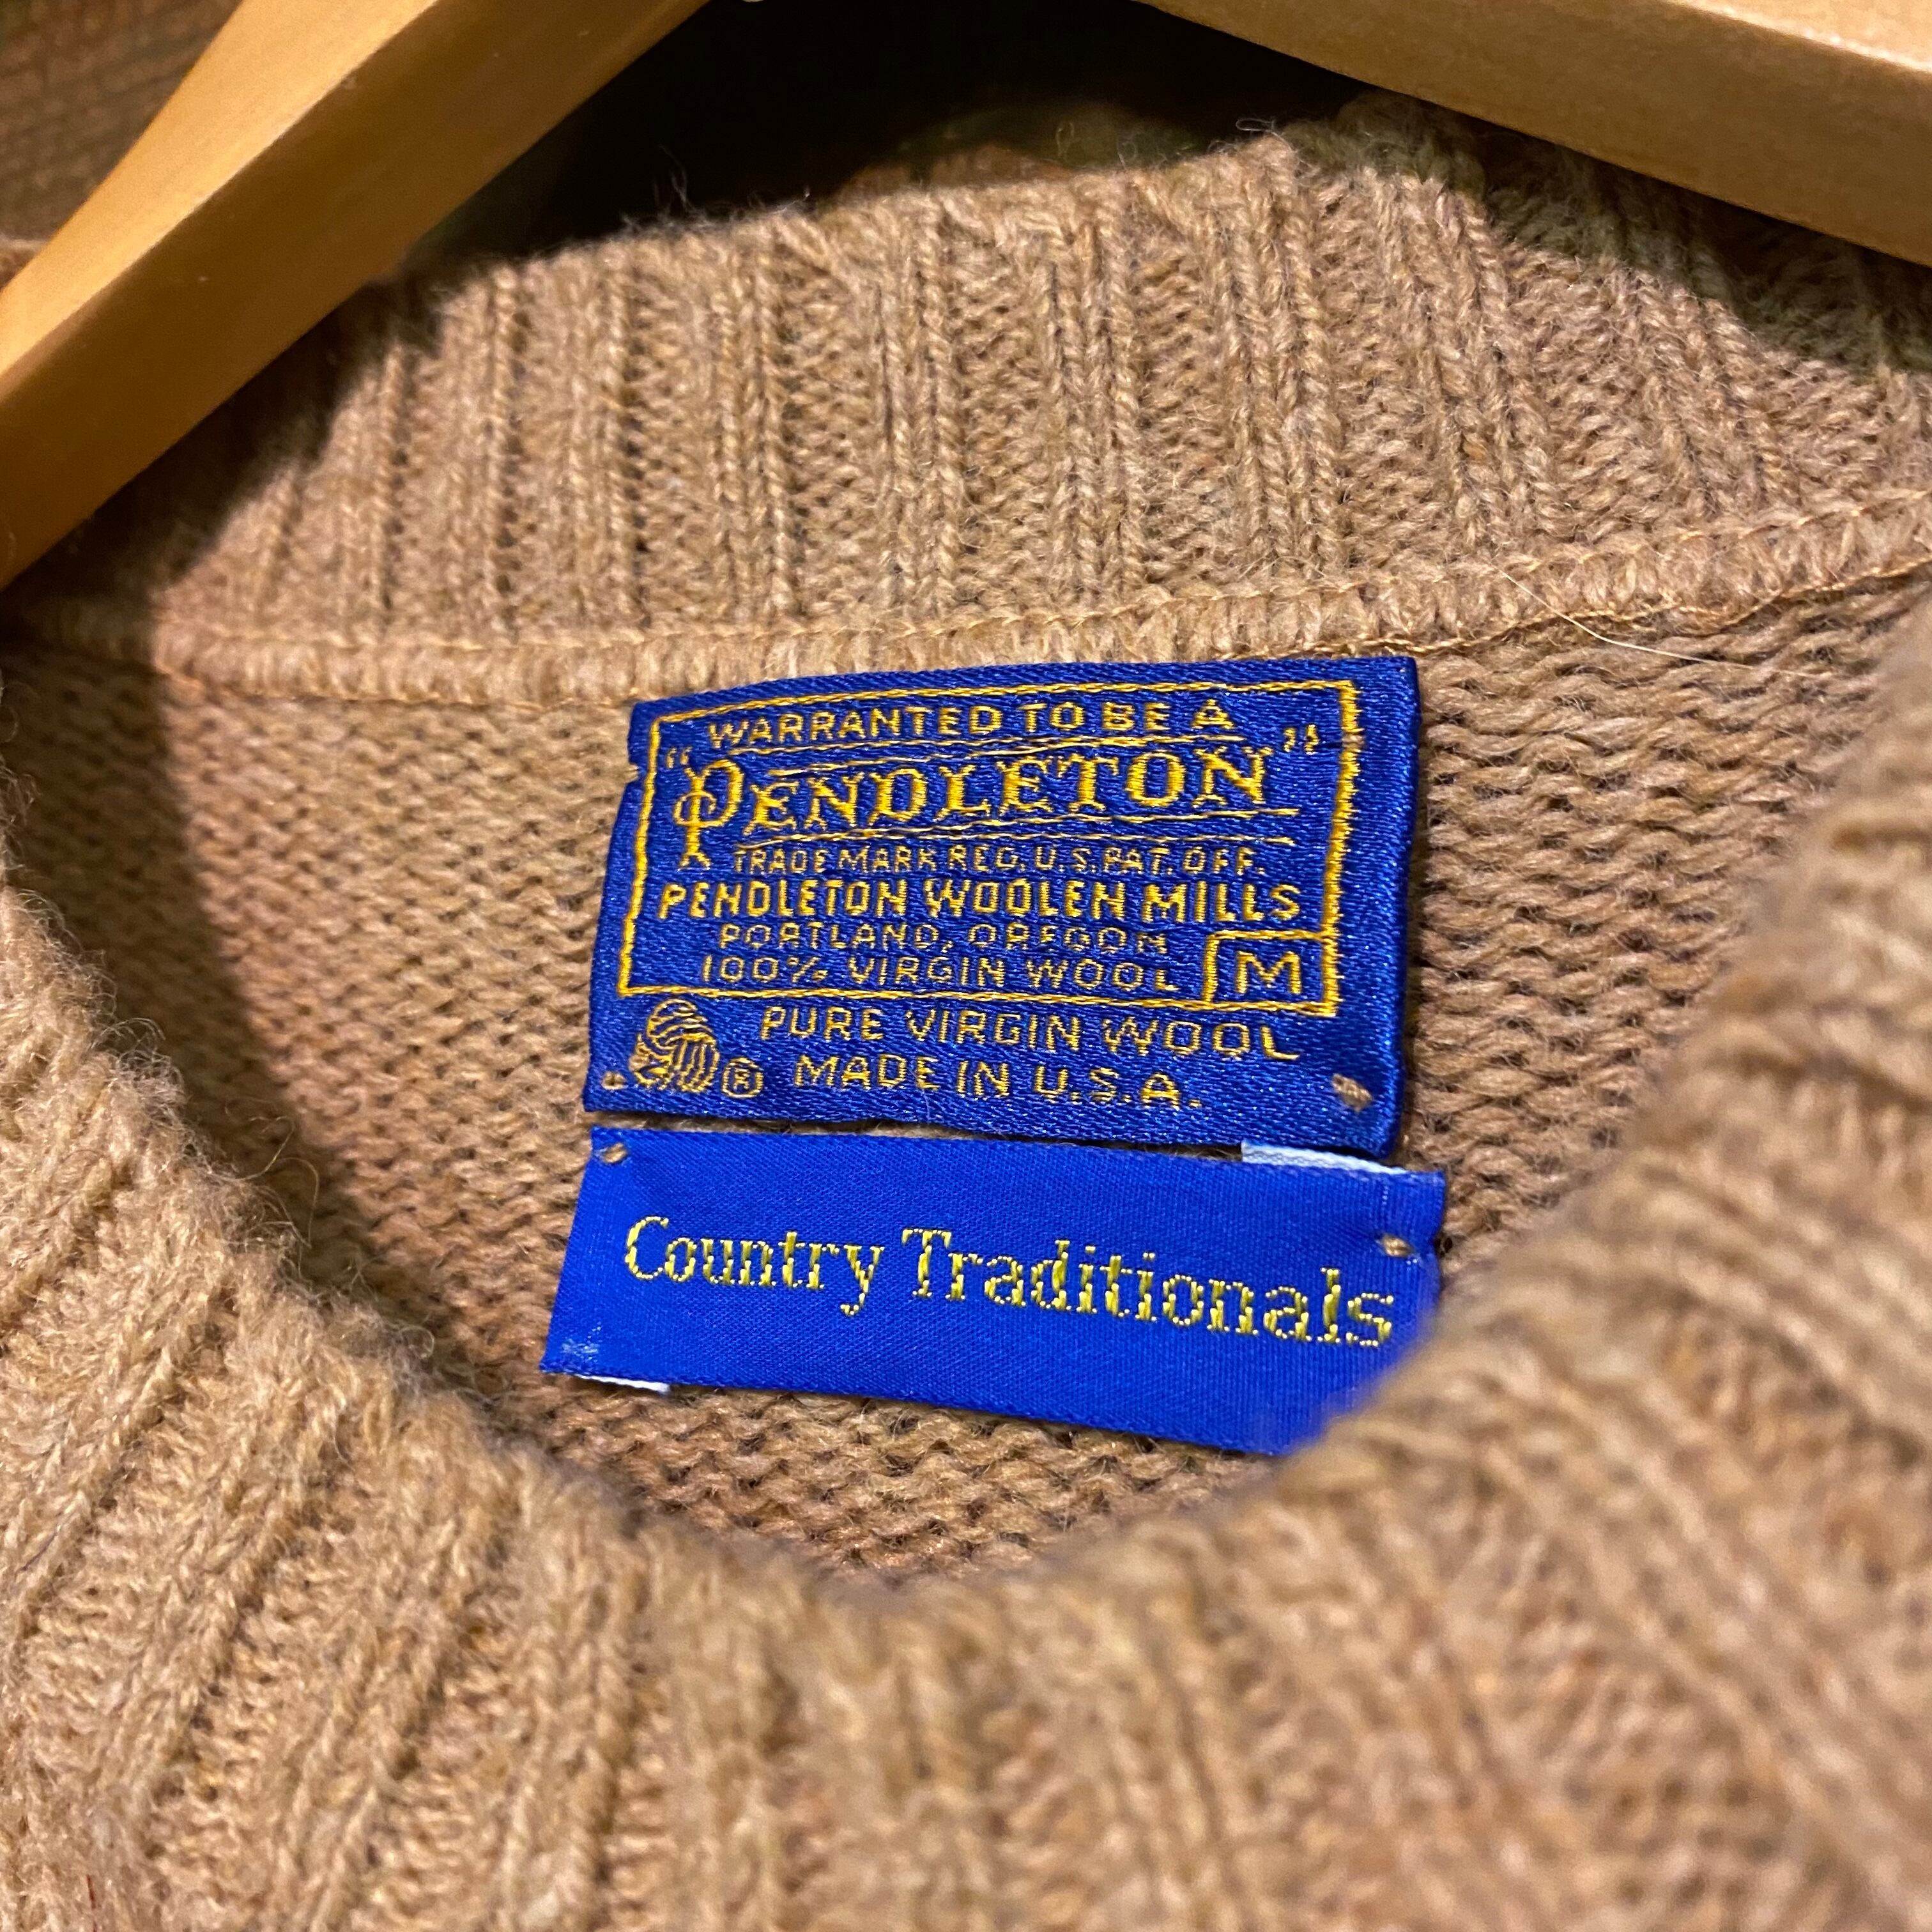 WARRANTED TO BE A
"PENDLETON"
TRADE MARK REG. U.S. PAT. OFF.
PENDLETON WOOLEN MILLS
PORTLAND, OREGON
100% VIRGIN WOOL M
PURE VIRGIN WOOL
® MADE IN U.S.A.
Country Traditionals